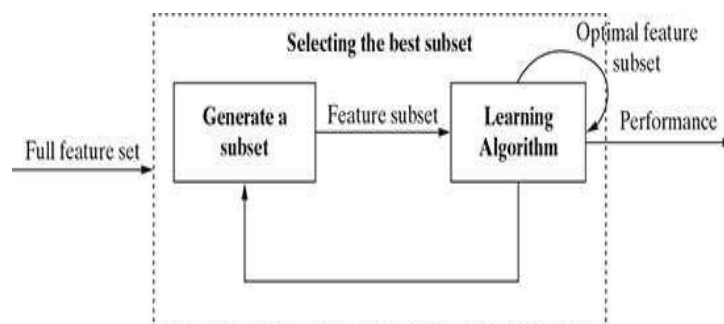 Selecting the best subset
Optimal feature
subset
Generate a
subset
Feature subset
Learning
Algorithm
Performance
Full feature set